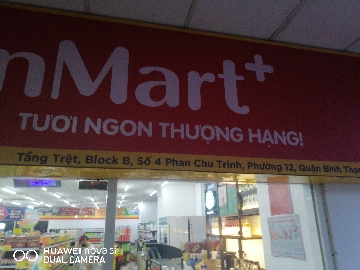 nMart+
TƯƠI NGON THƯỢNG HẠNG!
Tầng Trệt, Block B, Số 4 Phan Chu Trinh, Phường 12, Quận Bình Thạ
HUAWEI nova 3i
DUAL CAMERA